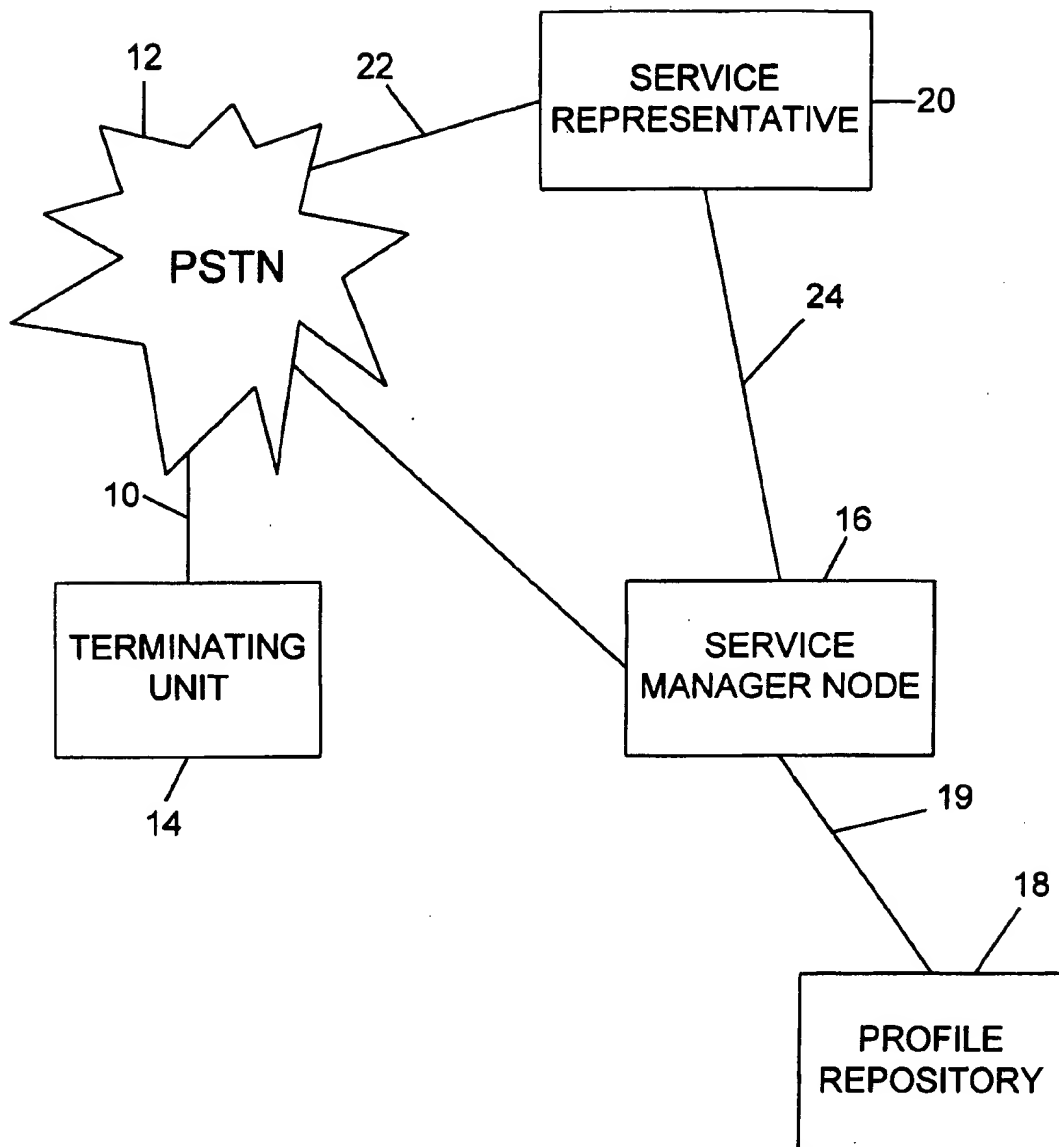 12
22
SERVICE
REPRESENTATIVE
20
PSTN
24
10
16
TERMINATING
UNIT
SERVICE
MANAGER NODE
14
19
18
PROFILE
REPOSITORY